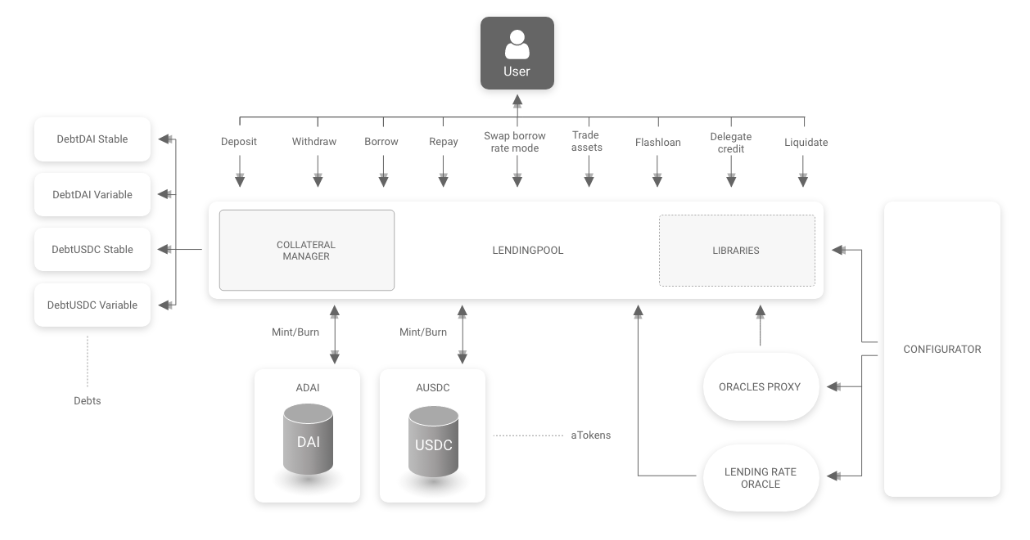 User
Deposit
Withdraw
Borrow
Repay
Swap borrow
rate mode
Trade
assets
Flashloan
Delegate
credit
Liquidate
DebtDAI Stable
DebtDAI Variable
DebtUSDC Stable
DebtUSDC Variable
Debts
COLLATERAL
MANAGER
LENDINGPOOL
LIBRARIES
Mint/Burn
Mint/Burn
ADAI
DAI
AUSDC
USDC
aTokens
ORACLES PROXY
LENDING RATE
ORACLE
CONFIGURATOR